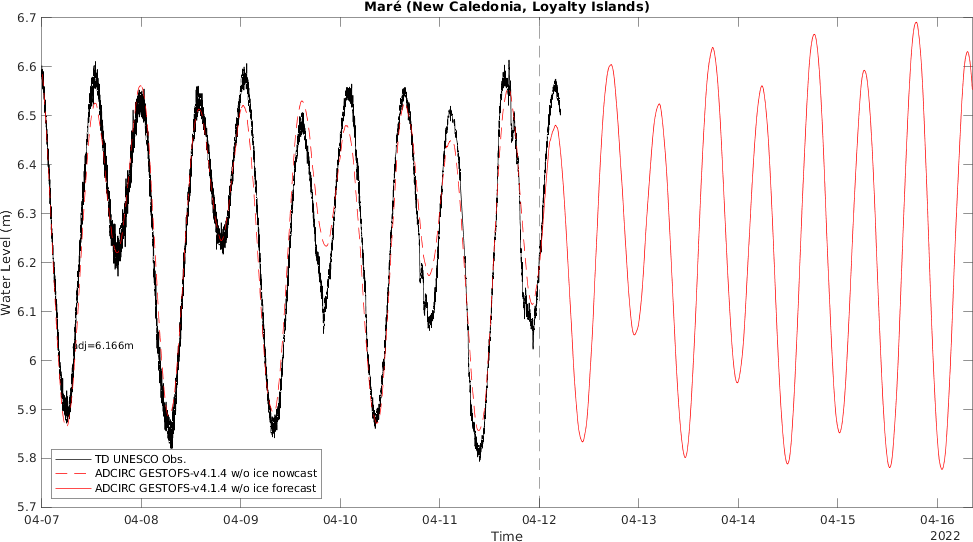 Maré (New Caledonia, Loyalty Islands)
6.7
6.6
6.5
6.4
6.3
6.2
6.1
6
5.9
5.8
5.7
Water Level (m)
adj=6.166m
TD UNESCO Obs.
ADCIRC GESTOFS-v4.1.4 w/o ice nowcast
ADCIRC GESTOFS-v4.1.4 w/o ice forecast
04-07 04-08 04-09 04-10 04-11 04-12 04-13 04-14 04-15 04-16
Time 2022